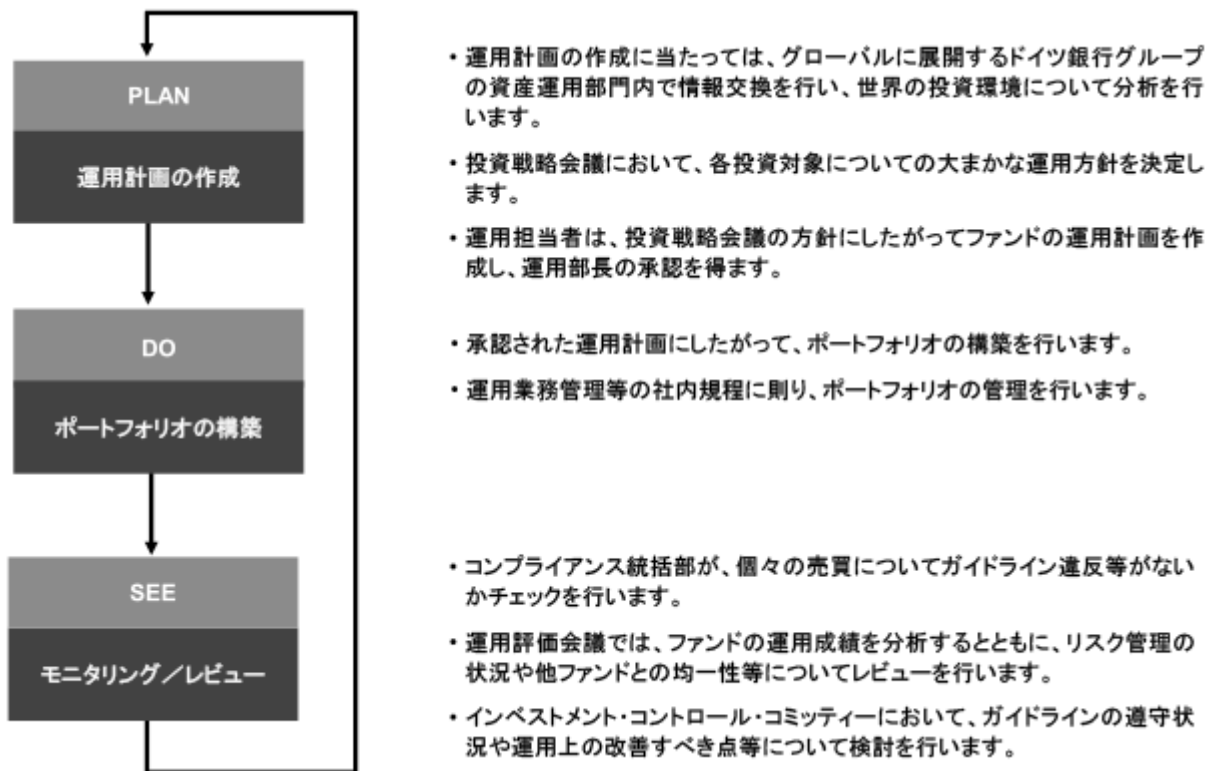 PLAN
運用計画の作成
・運用計画の作成に当たっては、グローバルに展開するドイツ銀行グループ
の資産運用部門内で情報交換を行い、世界の投資環境について分析を行
います。
・投資戦略会議において、各投資対象についての大まかな運用方針を決定し
ます。
・運用担当者は、投資戦略会議の方針にしたがってファンドの運用計画を作
成し、運用部長の承認を得ます。
DO
ポートフォリオの構築
・承認された運用計画にしたがって、ポートフォリオの構築を行います。
・運用業務管理等の社内規程に則り、ポートフォリオの管理を行います。
SEE
モニタリング／レビュー
・コンプライアンス統括部が、個々の売買についてガイドライン違反等がない
かチェックを行います。
・運用評価会議では、ファンドの運用成績を分析するとともに、リスク管理の
状況や他ファンドとの均一性等についてレビューを行います。
・インベストメント・コントロール・コミッティーにおいて、ガイドラインの遵守状
況や運用上の改善すべき点等について検討を行います。